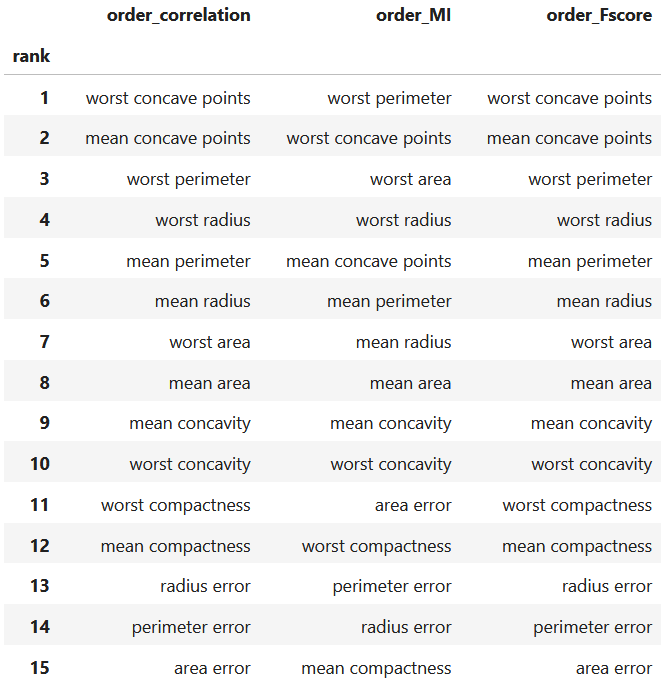 order_correlation order_MI order_Fscore
rank
1 worst concave points worst perimeter worst concave points
2 mean concave points worst concave points mean concave points
3 worst perimeter worst area worst perimeter
4 worst radius worst radius worst radius
5 mean perimeter mean concave points mean perimeter
6 mean radius mean perimeter mean radius
7 worst area mean radius worst area
8 mean area mean area mean area
9 mean concavity mean concavity mean concavity
10 worst concavity worst concavity worst concavity
11 worst compactness area error worst compactness
12 mean compactness worst compactness mean compactness
13 radius error perimeter error radius error
14 perimeter error radius error perimeter error
15 area error mean compactness area error